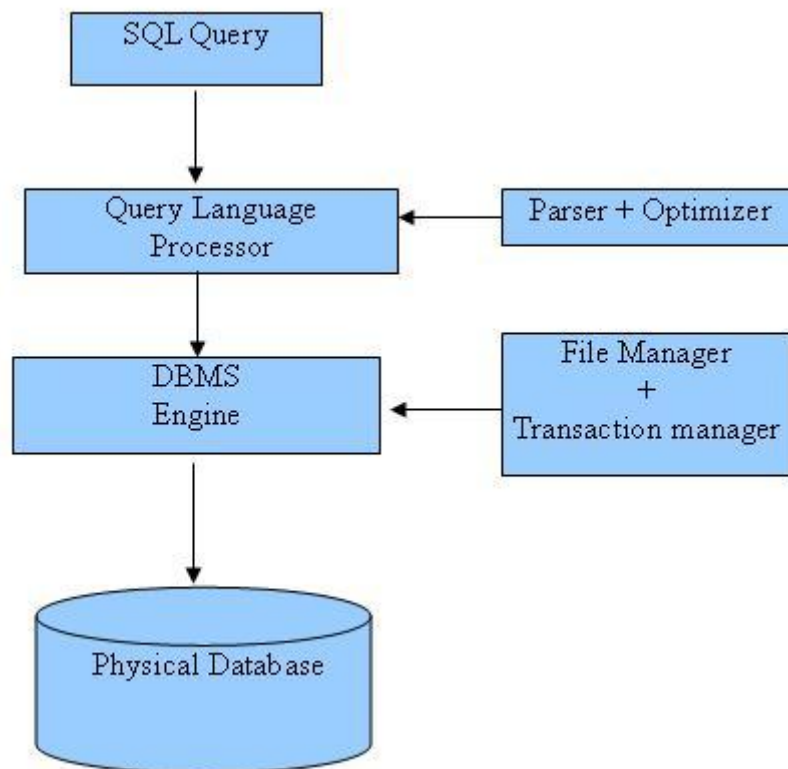 SQL Query
Query Language
Processor
Parser + Optimizer
DBMS
Engine
File Manager
+
Transaction manager
Physical Database